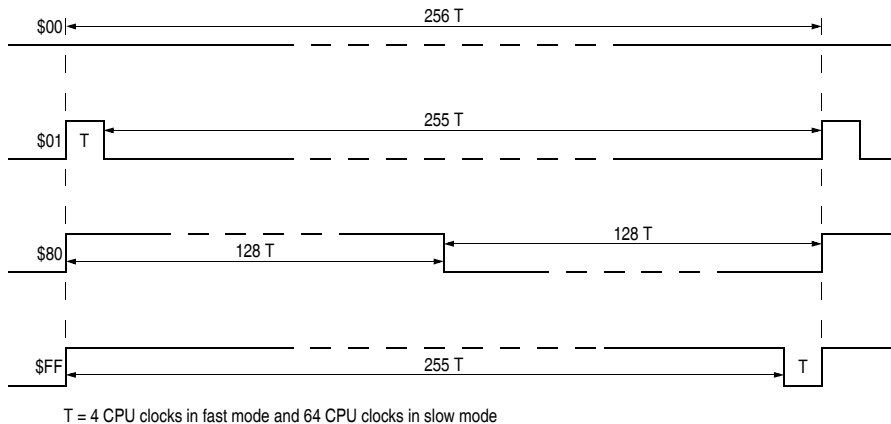 256 T
$00
255 T
$01 T
128 T
$80
128 T
$FF 255 T T
T = 4 CPU clocks in fast mode and 64 CPU clocks in slow mode